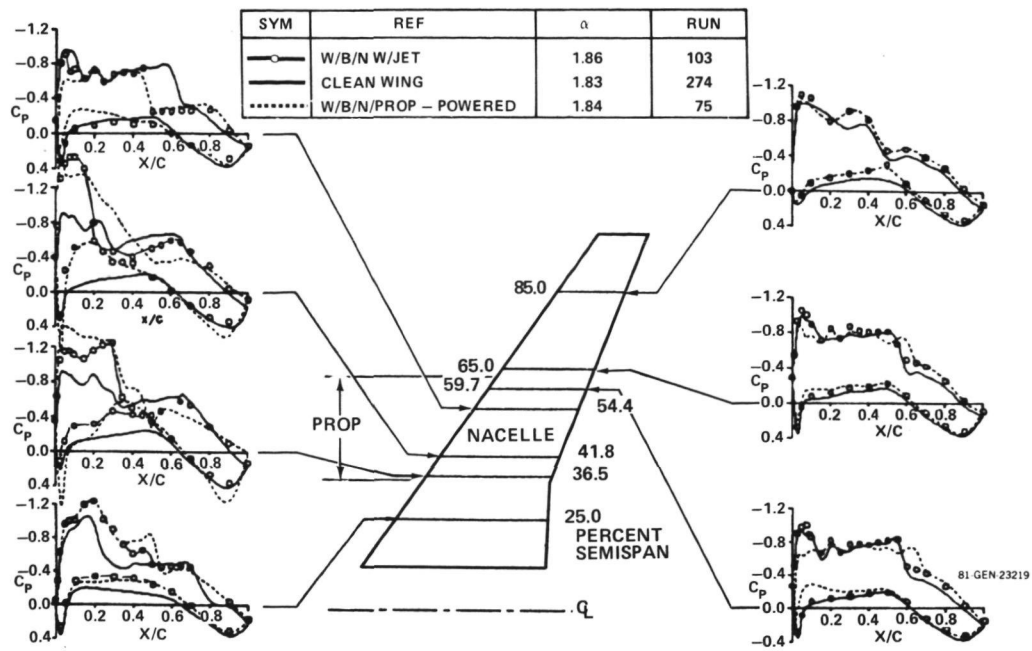 SYM REF α RUN
W/B/N W/JET 1.86 103
CLEAN WING 1.83 274
W/B/N/PROP – POWERED 1.84 75
−1.2
−0.8
−0.4
CP
0.0
0.4
0.2 0.4 0.6 0.8
X/C
−1.2
−0.8
−0.4
CP
0.0
0.4
0.2 0.4 0.6 0.8
x/c
−1.2
−0.8
−0.4
CP
0.0
0.4
0.2 0.4 0.6 0.8
X/C
−1.2
−0.8
−0.4
CP
0.0
0.4
0.2 0.4 0.6 0.8
X/C
85.0
65.0
59.7
54.4
PROP
NACELLE
41.8
36.5
25.0
PERCENT
SEMISPAN
CL
−1.2
−0.8
−0.4
CP
0.0
0.4
0.2 0.4 0.6 0.8
X/C
−1.2
−0.8
−0.4
CP
0.0
0.4
0.2 0.4 0.6 0.8
X/C
−1.2
−0.8
−0.4
CP
0.0
−0.4
0.2 0.4 0.6 0.8
X/C
81-GEN-23219